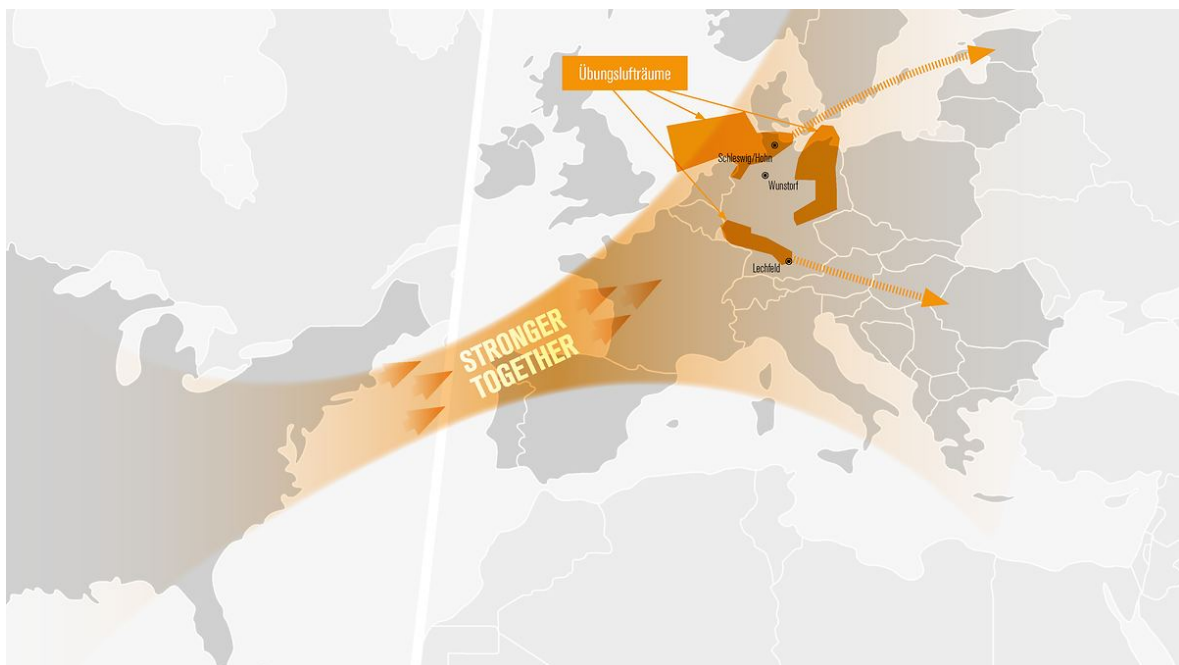 Übungslufträume
Schleswig/Hohn
Wunstorf
Lechfeld
STRONGER
TOGETHER